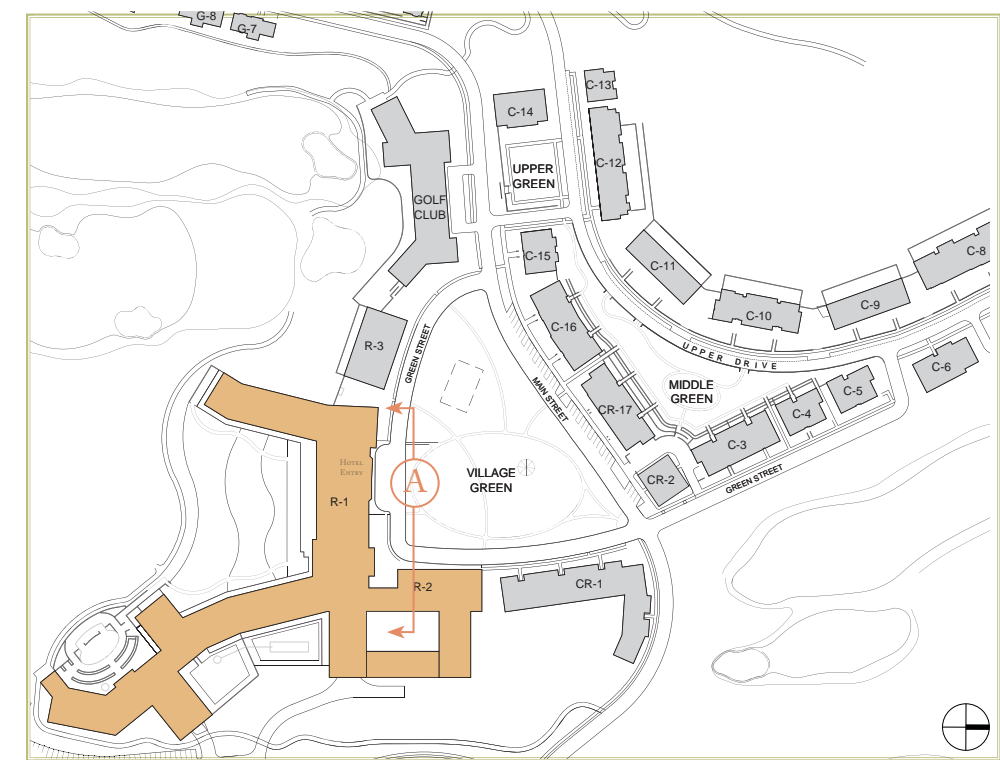 G-8
G-7
C-13
C-14
C-12
UPPER
GREEN
GOLF
CLUB
C-15
C-11
C-8
C-10
C-9
C-16
R-3
GREEN STREET
UPPER DRIVE
MAIN STREET
MIDDLE
GREEN
C-6
C-5
CR-17
C-4
C-3
HOTEL
ENTRY
A
VILLAGE
GREEN
CR-2
GREEN STREET
R-1
R-2
CR-1